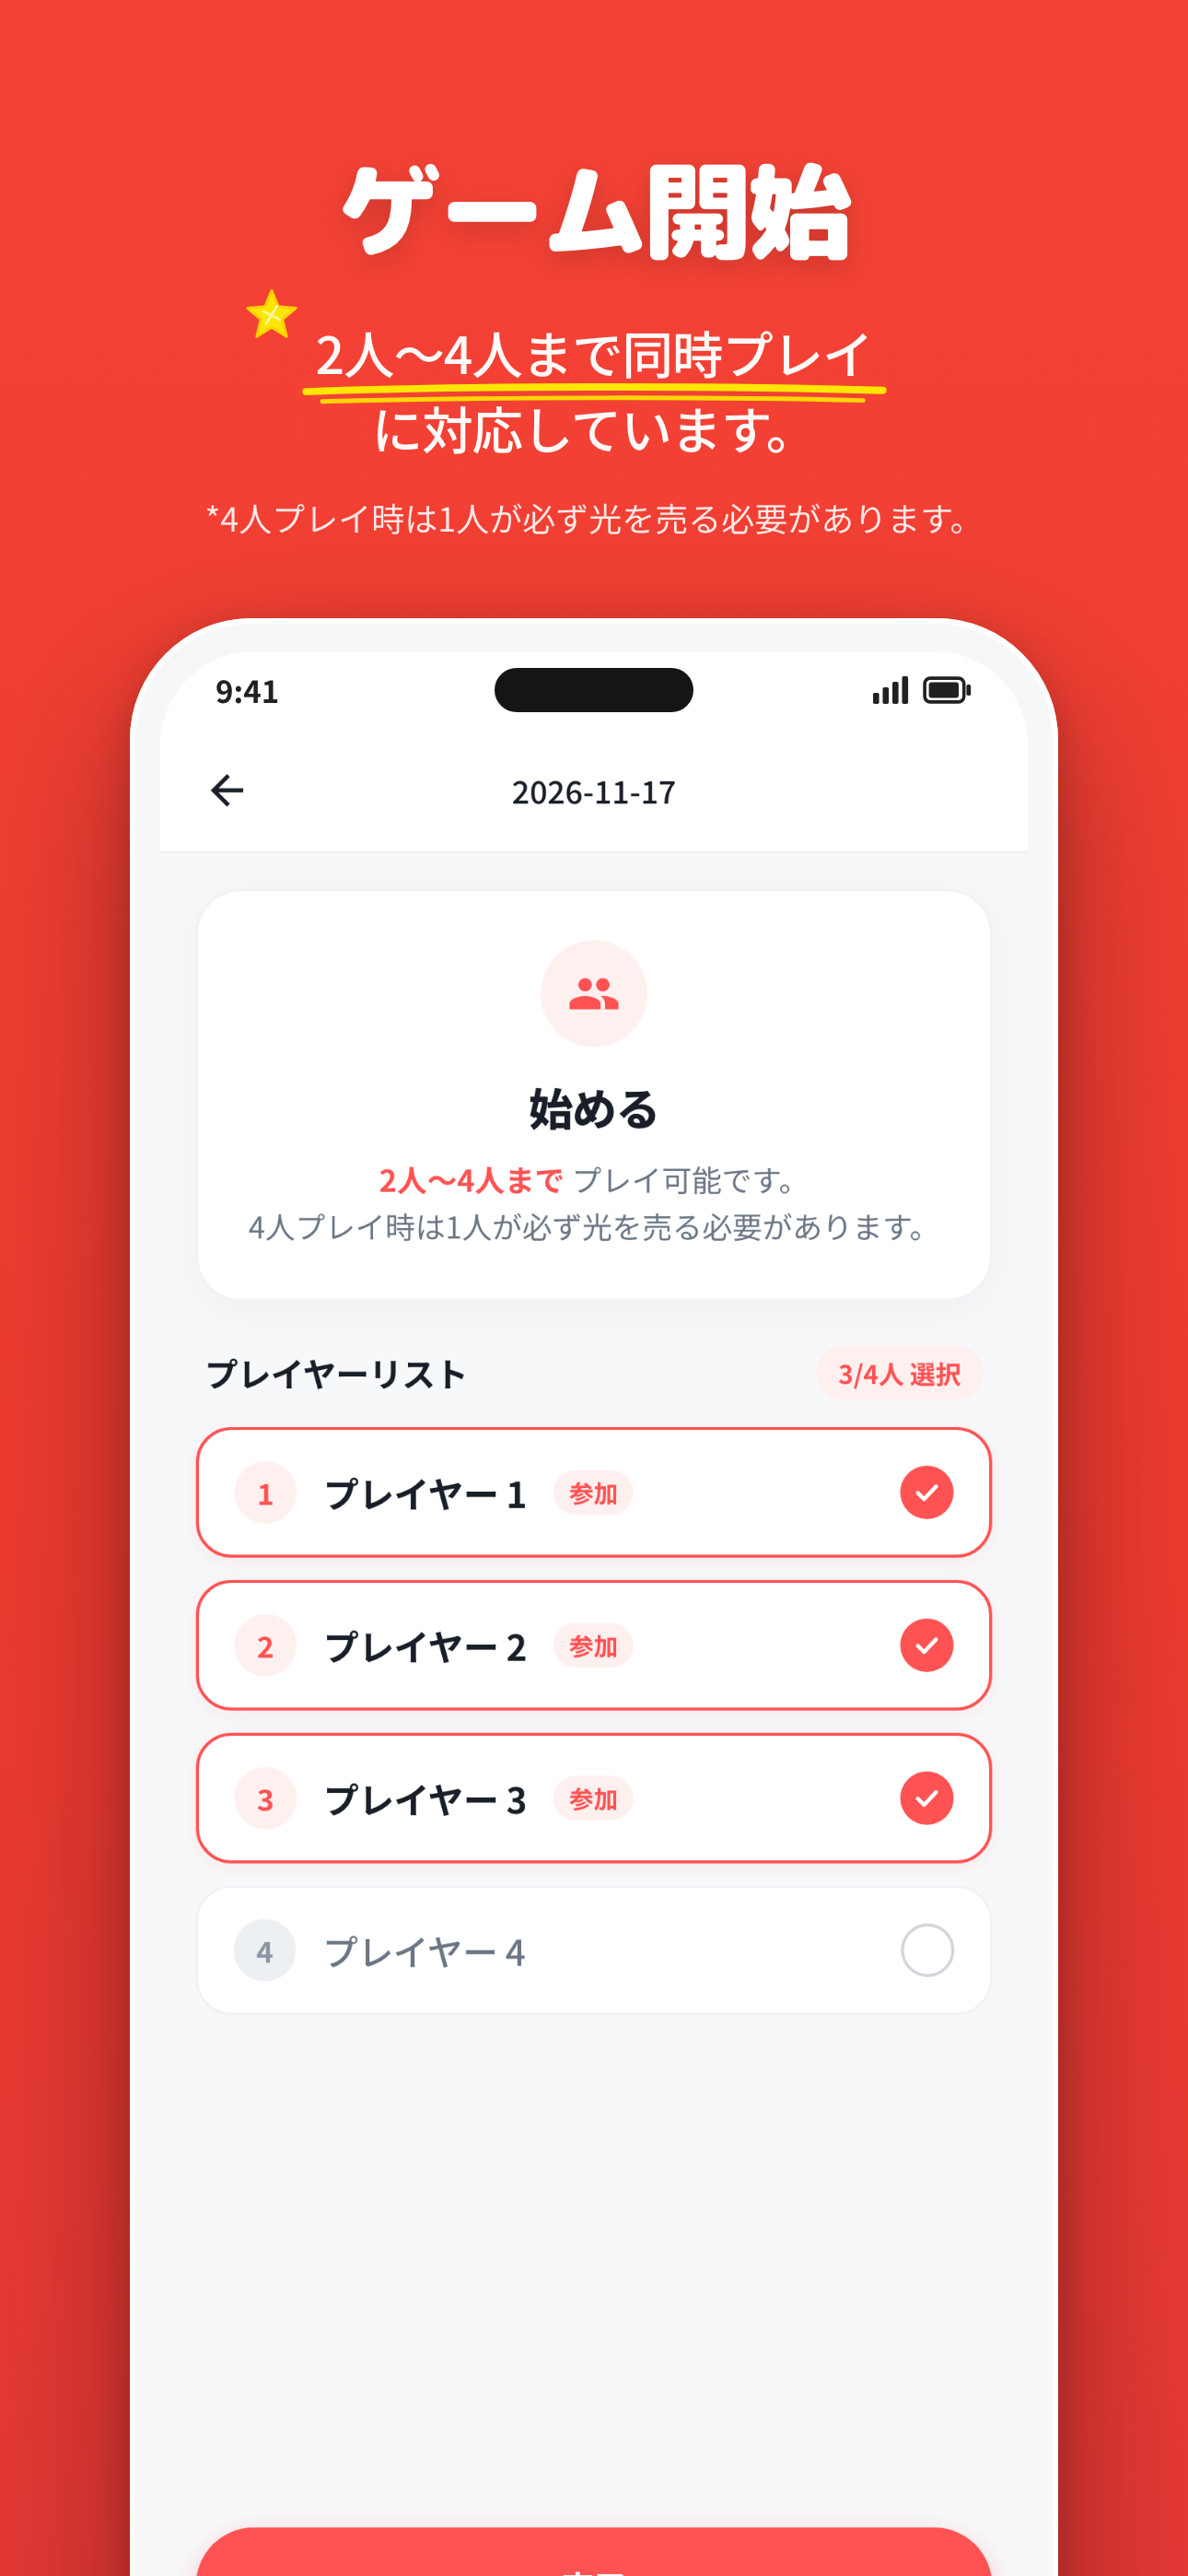 ゲーム開始
2人〜4人まで同時プレイ
に対応しています。
*4人プレイ時は1人が必ず光を売る必要があります。
9:41
2026-11-17
始める
2人〜4人まで プレイ可能です。
4人プレイ時は1人が必ず光を売る必要があります。
プレイヤーリスト
3/4人 選択
1 プレイヤー 1 参加
2 プレイヤー 2 参加
3 プレイヤー 3 参加
4 プレイヤー 4